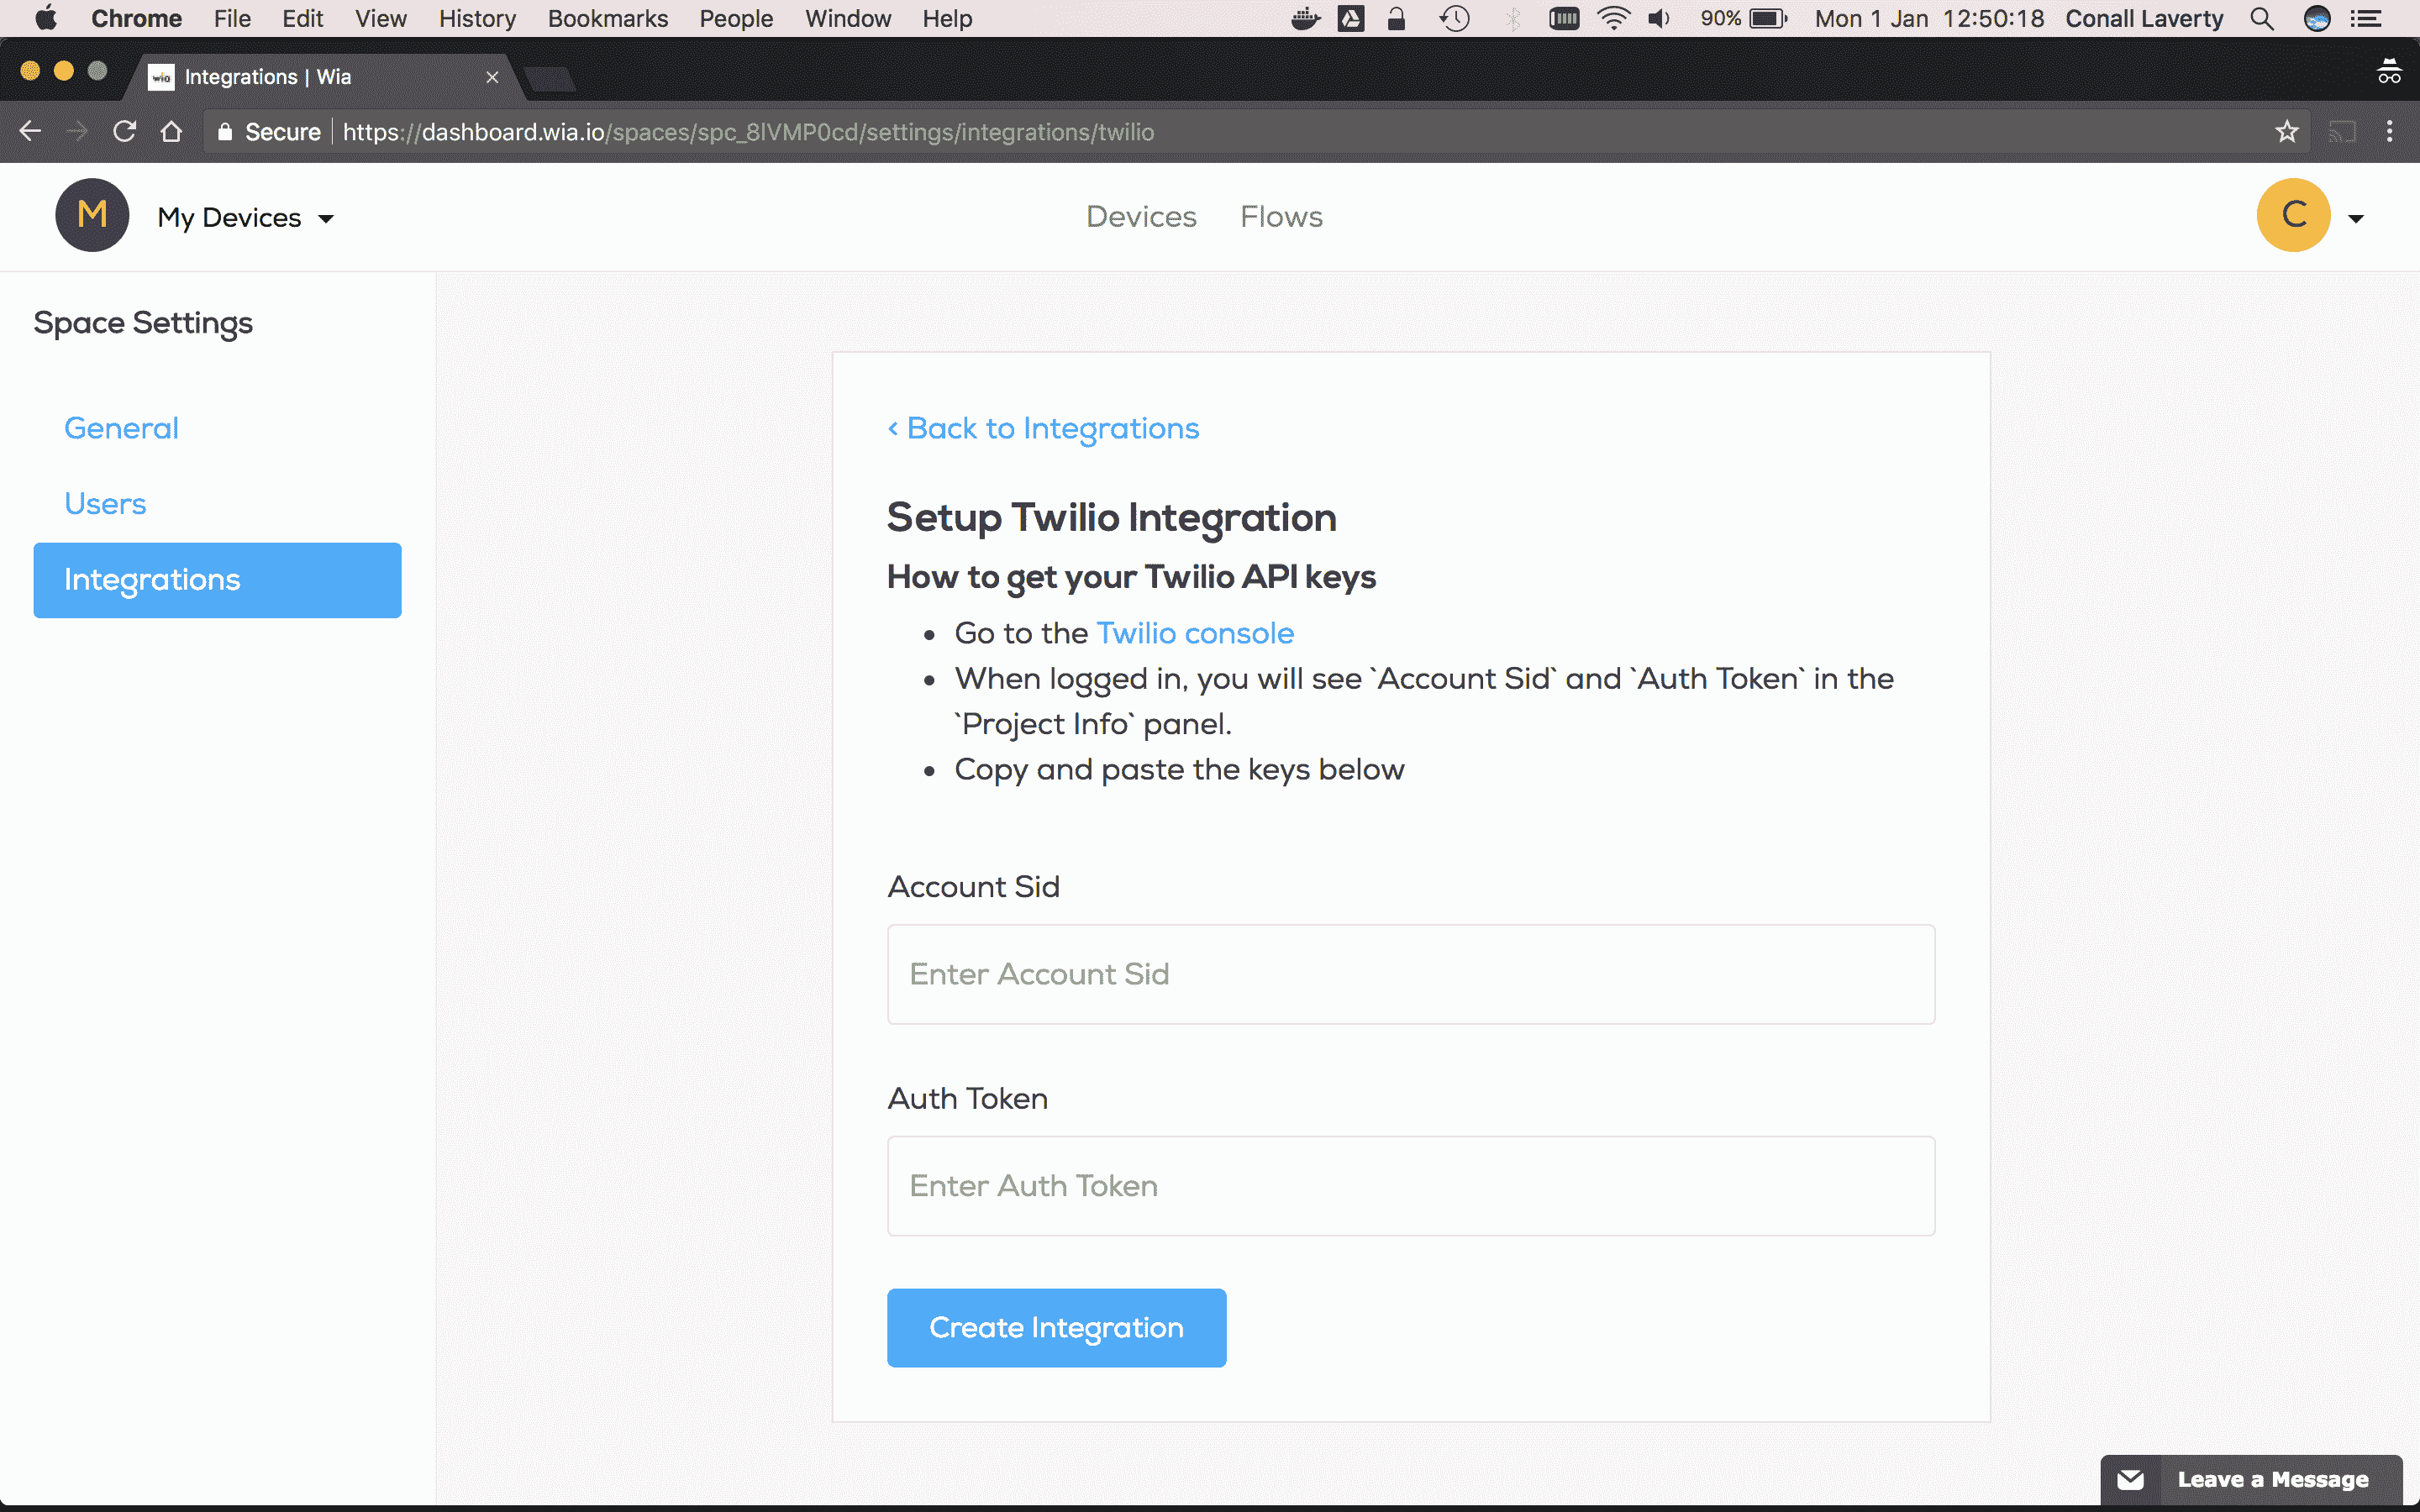 Chrome File Edit View History Bookmarks People Window Help 90% Mon 1 Jan 12:50:18 Conall Laverty
wia Integrations | Wia
Secure https://dashboard.wia.io/spaces/spc_8lVMP0cd/settings/integrations/twilio
M My Devices Devices Flows C
Space Settings
General
Users
Integrations
‹ Back to Integrations
Setup Twilio Integration
How to get your Twilio API keys
• Go to the Twilio console
• When logged in, you will see `Account Sid` and `Auth Token` in the
`Project Info` panel.
• Copy and paste the keys below
Account Sid
Enter Account Sid
Auth Token
Enter Auth Token
Create Integration
Leave a Message